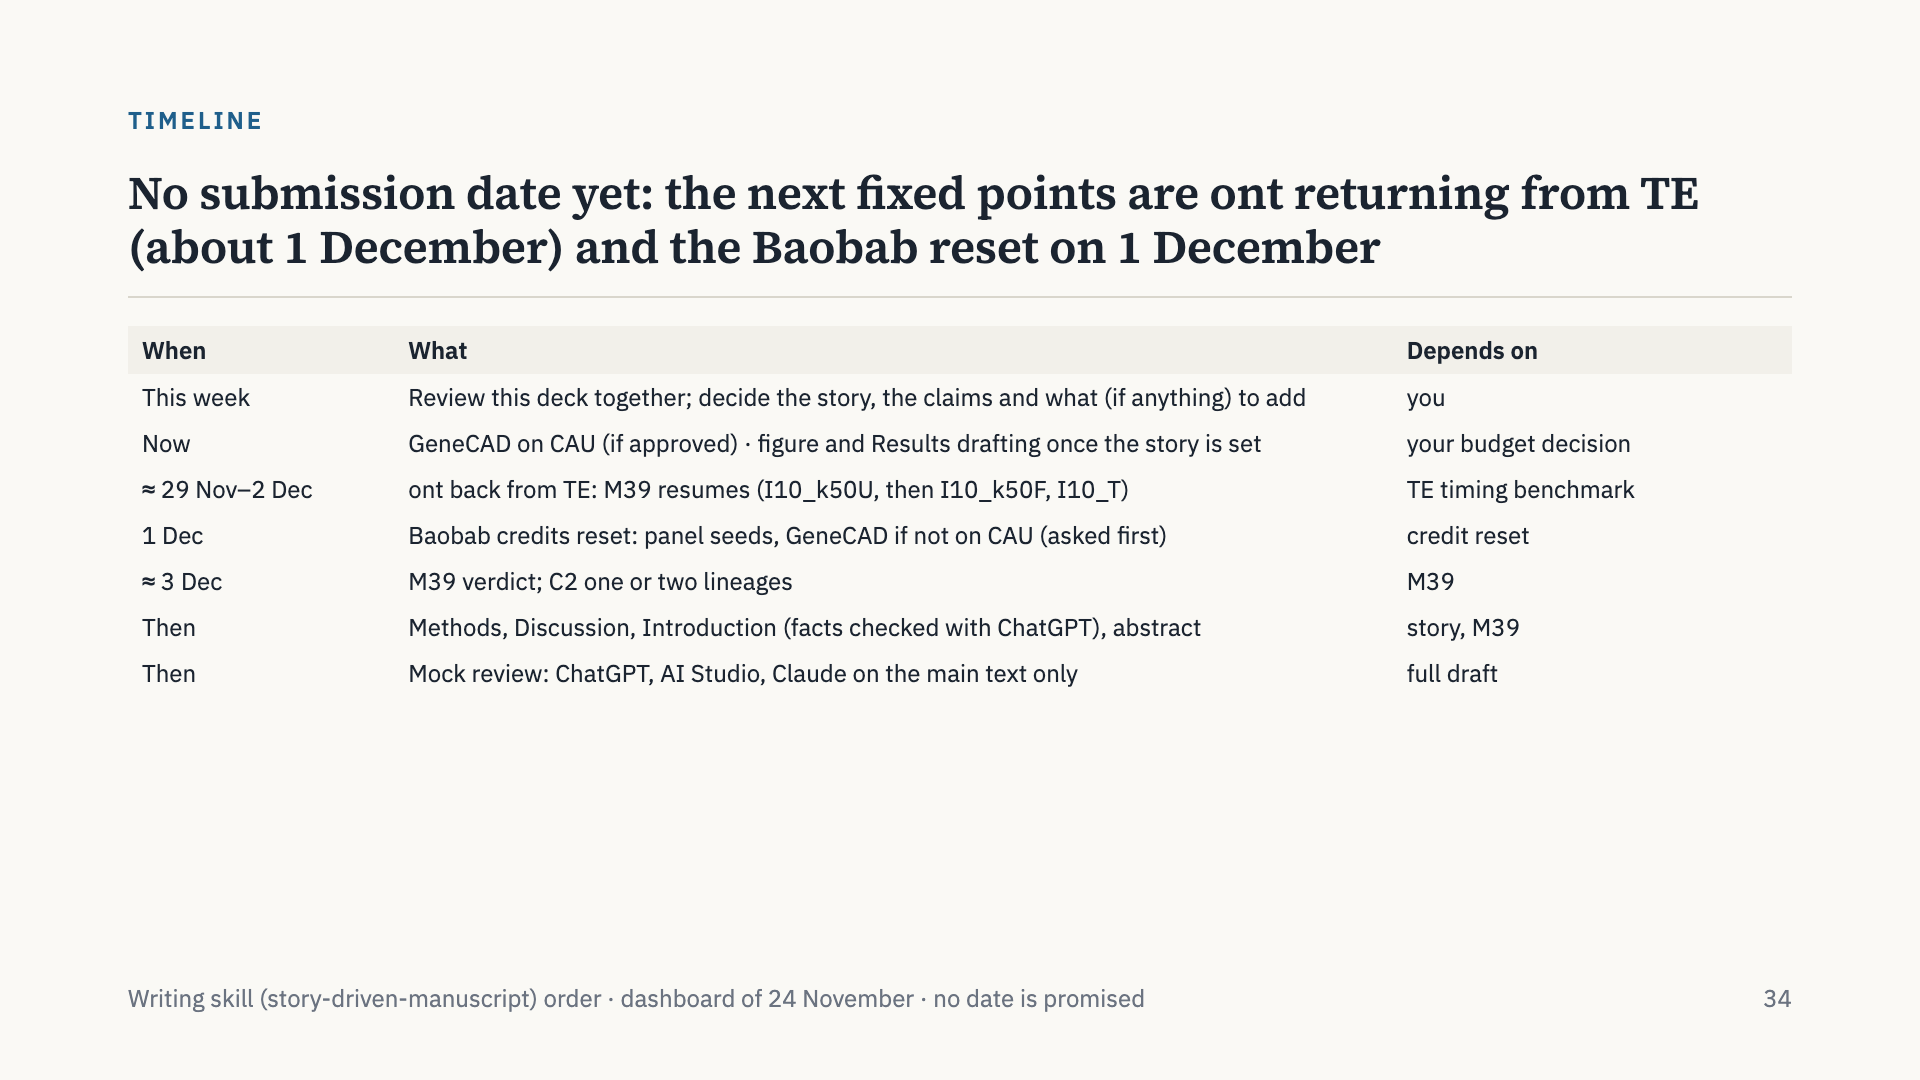 TIMELINE
No submission date yet: the next fixed points are ont returning from TE
(about 1 December) and the Baobab reset on 1 December
When What Depends on
This week Review this deck together; decide the story, the claims and what (if anything) to add you
Now GeneCAD on CAU (if approved) · figure and Results drafting once the story is set your budget decision
≈ 29 Nov–2 Dec ont back from TE: M39 resumes (I10_k50U, then I10_k50F, I10_T) TE timing benchmark
1 Dec Baobab credits reset: panel seeds, GeneCAD if not on CAU (asked first) credit reset
≈ 3 Dec M39 verdict; C2 one or two lineages M39
Then Methods, Discussion, Introduction (facts checked with ChatGPT), abstract story, M39
Then Mock review: ChatGPT, AI Studio, Claude on the main text only full draft
Writing skill (story-driven-manuscript) order · dashboard of 24 November · no date is promised 34